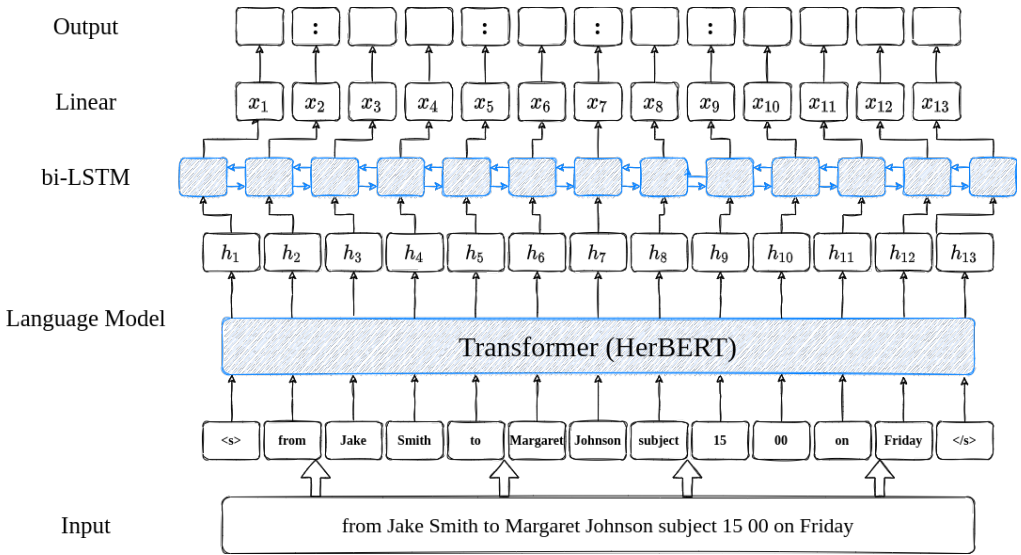 Output : : : :
Linear x1 x2 x3 x4 x5 x6 x7 x8 x9 x10 x11 x12 x13
bi-LSTM
h1 h2 h3 h4 h5 h6 h7 h8 h9 h10 h11 h12 h13
Language Model
Transformer (HerBERT)
<s> from Jake Smith to Margaret Johnson subject 15 00 on Friday </s>
Input from Jake Smith to Margaret Johnson subject 15 00 on Friday